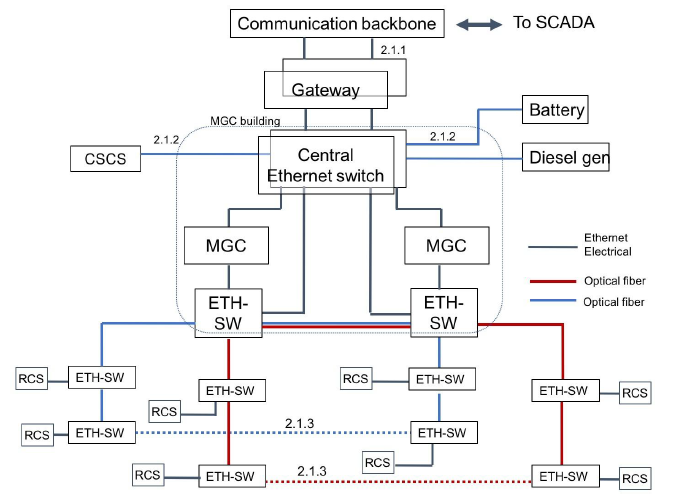 Communication backbone
To SCADA
2.1.1
Gateway
MGC building
Battery
2.1.2
2.1.2
CSCS
Central
Ethernet switch
Diesel gen
MGC
MGC
Ethernet
Electrical
Optical fiber
Optical fiber
ETH-
SW
ETH-
SW
RCS
ETH-SW
RCS
ETH-SW
ETH-SW
ETH-SW
RCS
RCS
RCS
ETH-SW
2.1.3
ETH-SW
RCS
RCS
ETH-SW
2.1.3
ETH-SW
RCS